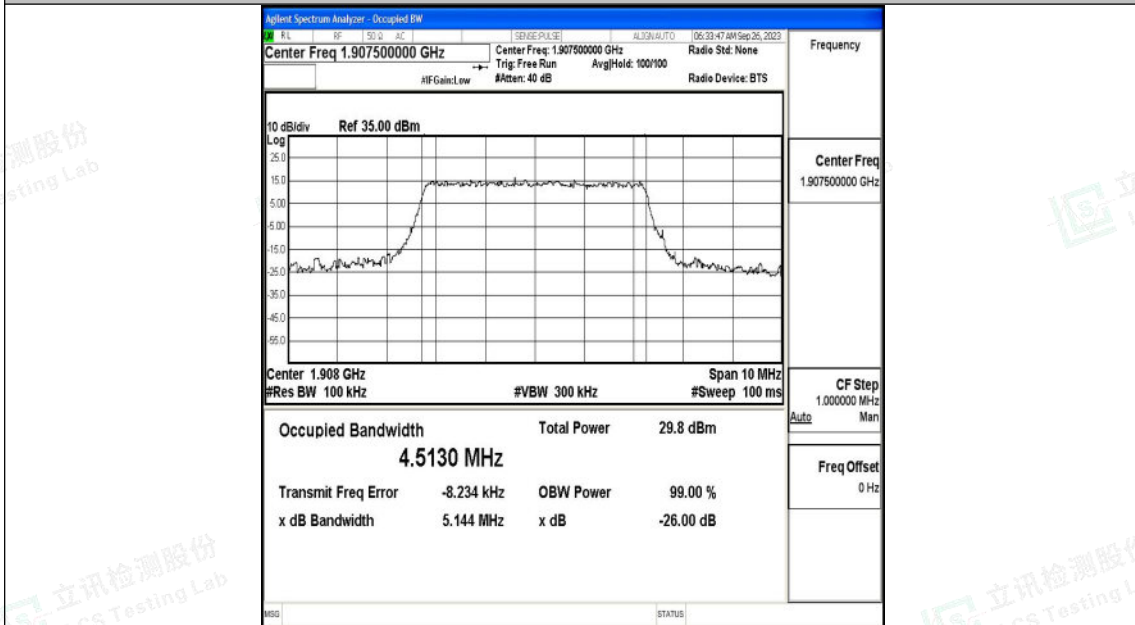 Agilent Spectrum Analyzer - Occupied BW
RL RF 50 Ω AC SENSE:PULSE ALIGNAUTO 06:33:47 AM Sep 26, 2023
Center Freq 1.907500000 GHz
Center Freq: 1.907500000 GHz
Radio Std: None
Trig: Free Run Avg|Hold: 100/100
#IFGain:Low
#Atten: 40 dB
Radio Device: BTS
10 dB/div Ref 35.00 dBm
Log
25.0
15.0
5.00
-5.00
-15.0
-25.0
-35.0
-45.0
-55.0
Center 1.908 GHz
Span 10 MHz
#Res BW 100 kHz
#VBW 300 kHz
#Sweep 100 ms
Occupied Bandwidth
Total Power 29.8 dBm
4.5130 MHz
Transmit Freq Error -8.234 kHz OBW Power 99.00 %
x dB Bandwidth 5.144 MHz x dB -26.00 dB
MSG
STATUS
Frequency
Center Freq
1.907500000 GHz
CF Step
1.000000 MHz
Auto Man
Freq Offset
0 Hz
测股份
sting Lab
立
立讯检测股份
CS Testing Lab
立讯检测股份
CS Testing L